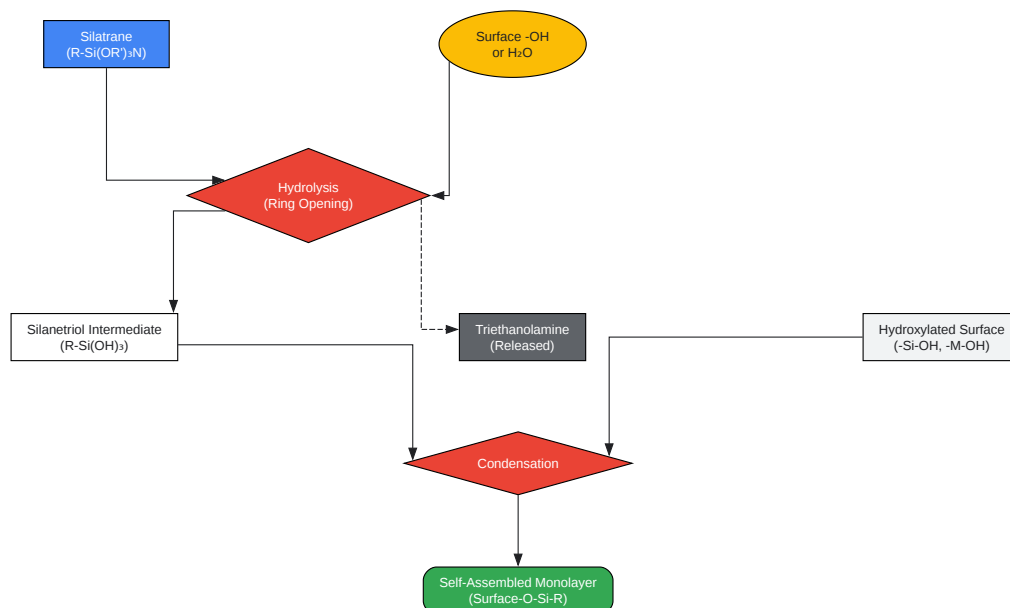 Silatrane
(R-Si(OR')₃N)
Surface -OH
or H₂O
Hydrolysis
(Ring Opening)
Silanetriol Intermediate
(R-Si(OH)₃)
Triethanolamine
(Released)
Hydroxylated Surface
(-Si-OH, -M-OH)
Condensation
Self-Assembled Monolayer
(Surface-O-Si-R)